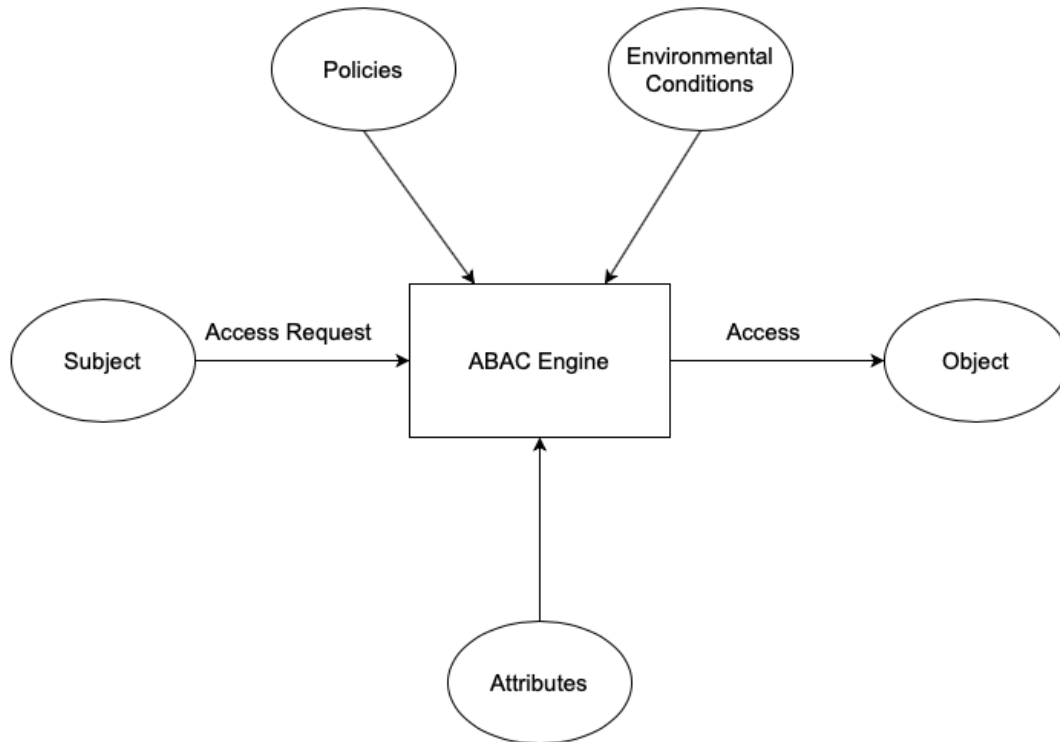 Policies
Environmental
Conditions
Subject
Access Request
ABAC Engine
Access
Object
Attributes